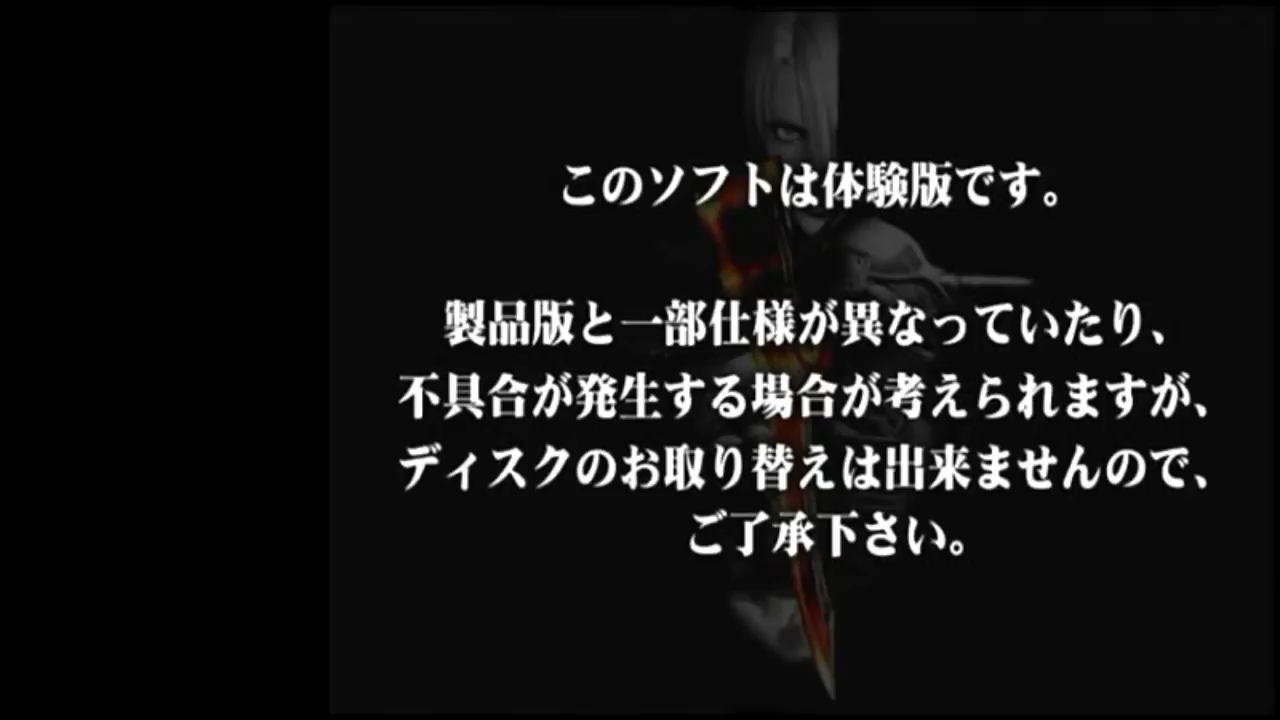 このソフトは体験版です。
製品版と一部仕様が異なっていたり、
不具合が発生する場合が考えられますが、
ディスクのお取り替えは出来ませんので、
ご了承下さい。